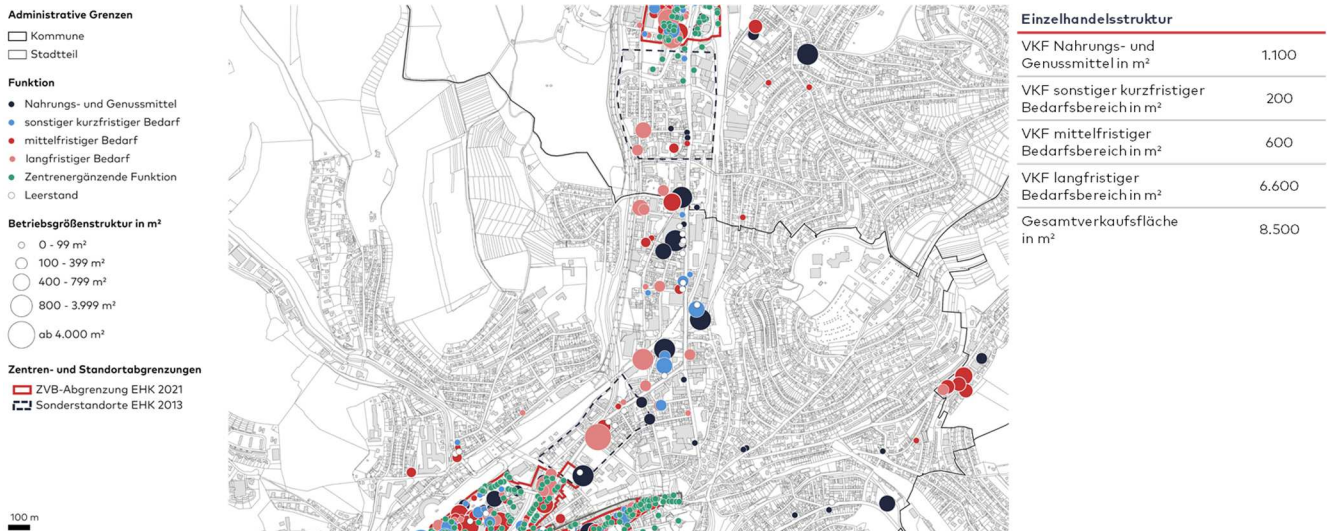 Administrative Grenzen
Kommune
Stadtteil
Funktion
Nahrungs- und Genussmittel
sonstiger kurzfristiger Bedarf
mittelfristiger Bedarf
langfristiger Bedarf
Zentrenergänzende Funktion
Leerstand
Betriebsgrößenstruktur in m²
0 - 99 m²
100 - 399 m²
400 - 799 m²
800 - 3.999 m²
ab 4.000 m²
Zentren- und Standortabgrenzungen
ZVB-Abgrenzung EHK 2021
Sonderstandorte EHK 2013
100 m
Einzelhandelsstruktur
VKF Nahrungs- und
Genussmittel in m²
1.100
VKF sonstiger kurzfristiger
Bedarfsbereich in m²
200
VKF mittelfristiger
Bedarfsbereich in m²
600
VKF langfristiger
Bedarfsbereich in m²
6.600
Gesamtverkaufsfläche
in m²
8.500